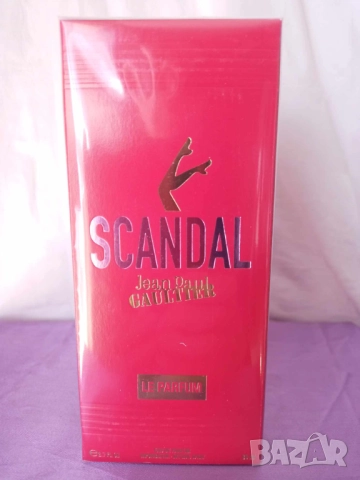 SCANDAL
Jean Paul
GAULTIER
LE PARFUM
BAZAR